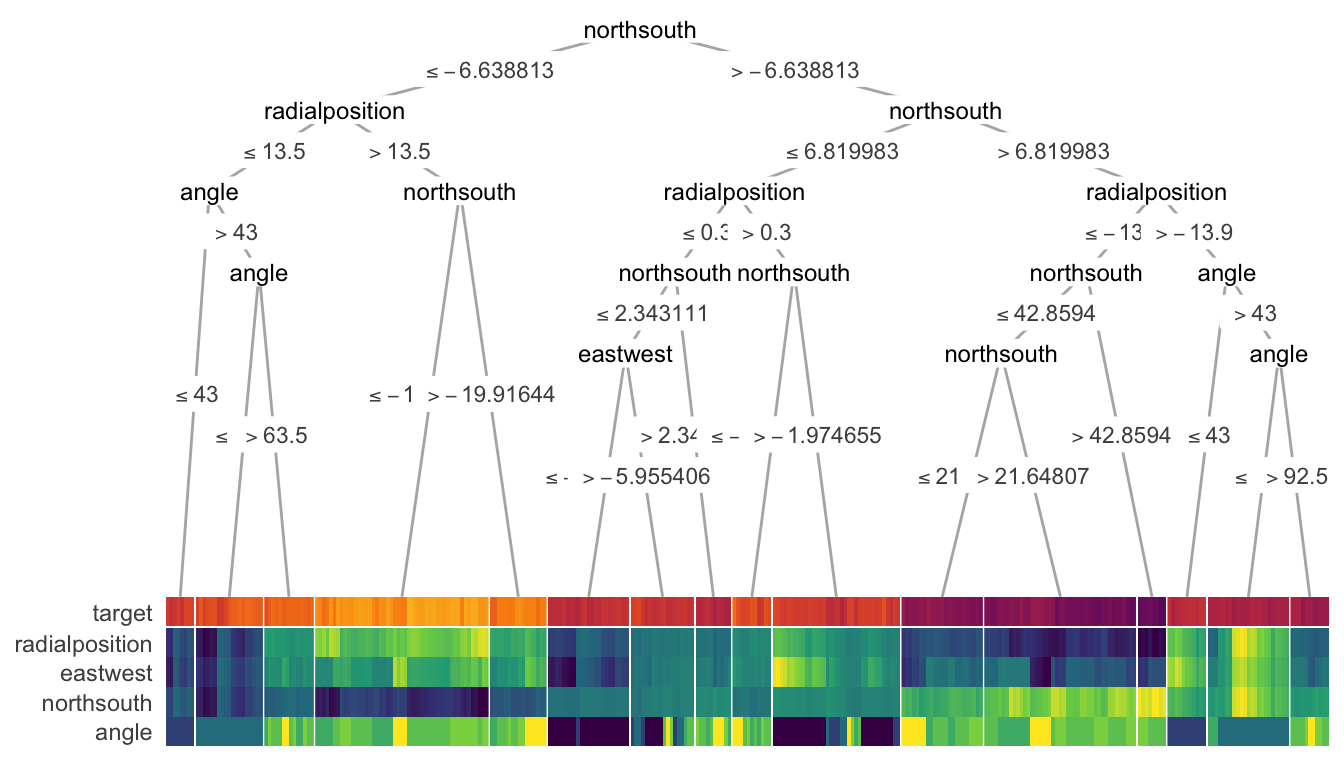 northsouth
≤ −6.638813 > −6.638813
radialposition northsouth
≤ 13.5 > 13.5 ≤ 6.819983 > 6.819983
angle northsouth radialposition radialposition
> 43 ≤ 0.3 > 0.3 ≤ −13 > −13.9
angle northsouth northsouth northsouth angle
≤ 2.343111 ≤ 42.8594 > 43
eastwest northsouth angle
≤ 43 ≤ −1 > −19.91644
≤ > 63.5 > 2.34 ≤ − > −1.974655 > 42.8594 ≤ 43
≤ - > −5.955406 ≤ 21 > 21.64807 ≤ > 92.5
target
radialposition
eastwest
northsouth
angle